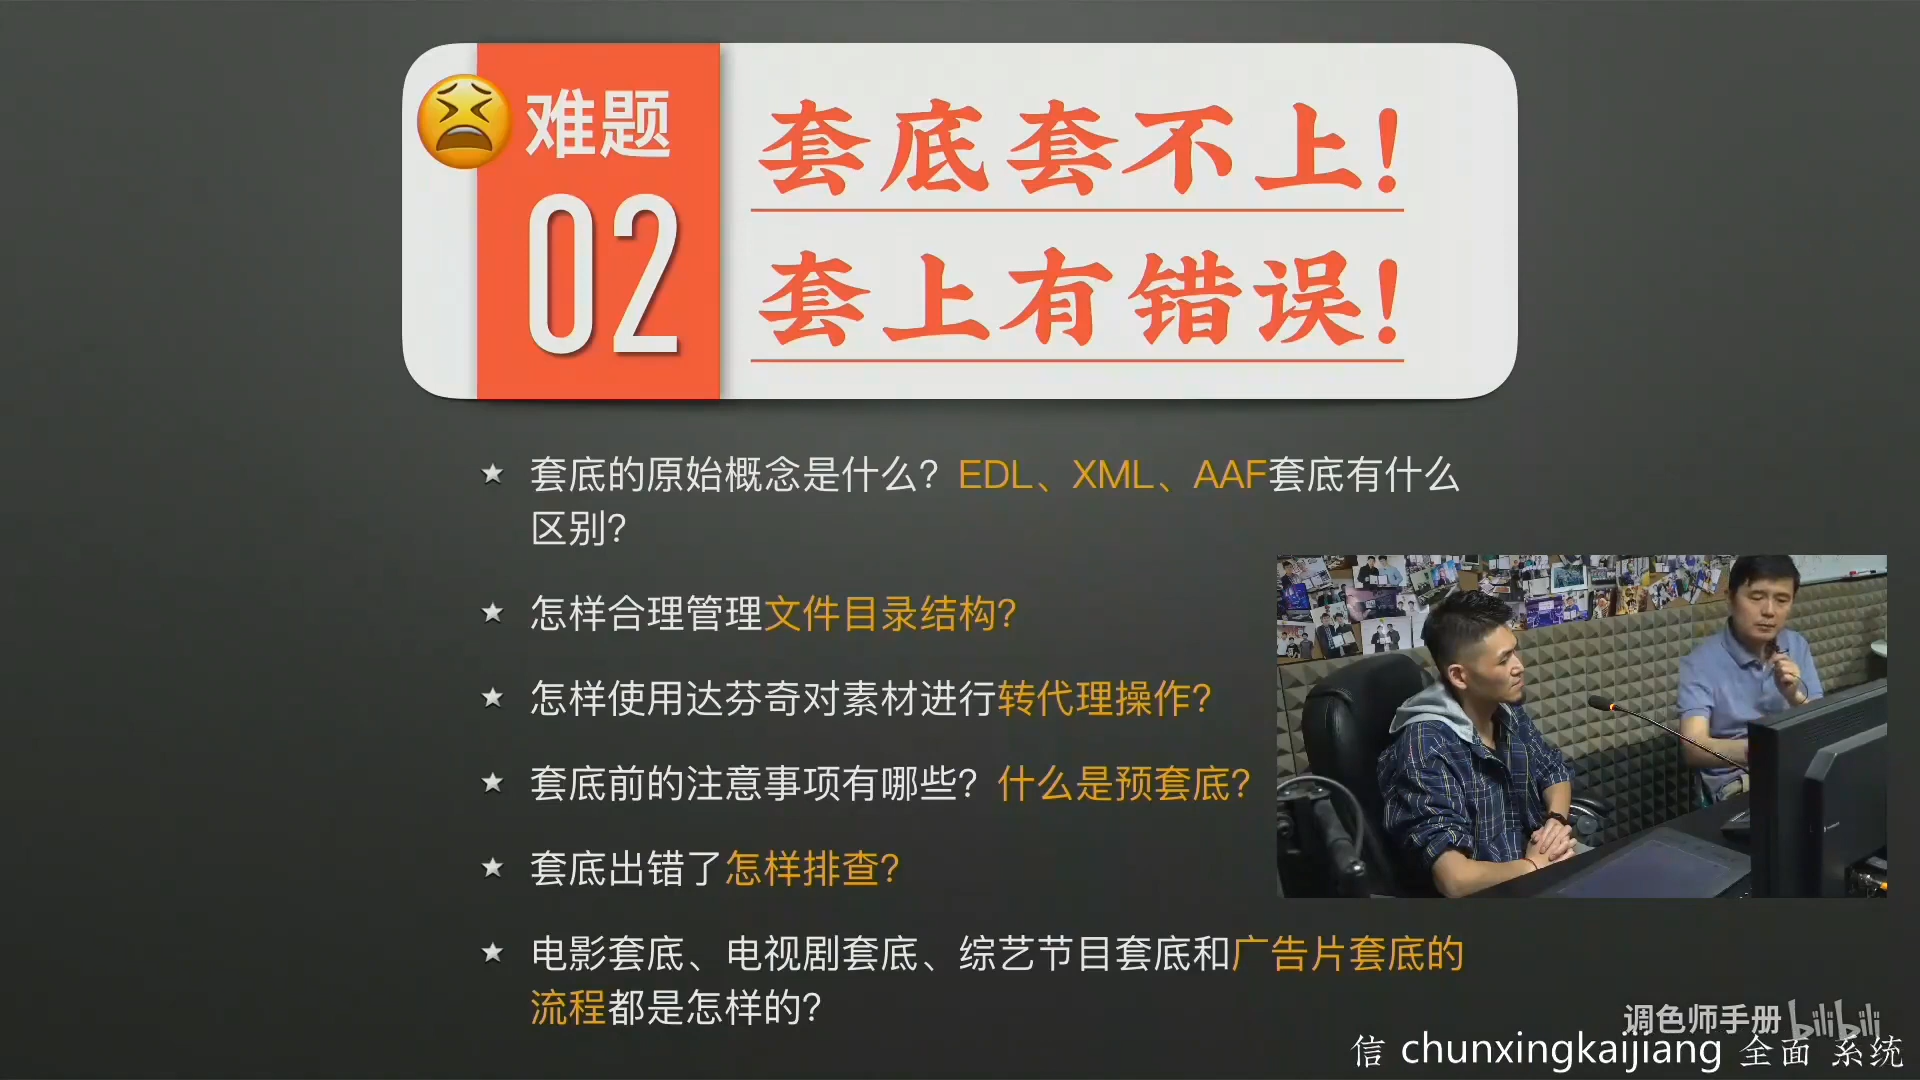 难题
02
套底套不上!
套上有错误!
★ 套底的原始概念是什么? EDL、XML、AAF套底有什么
区别?
★ 怎样合理管理文件目录结构?
★ 怎样使用达芬奇对素材进行转代理操作?
★ 套底前的注意事项有哪些? 什么是预套底?
★ 套底出错了怎样排查?
★ 电影套底、电视剧套底、综艺节目套底和广告片套底的
流程都是怎样的?
调色师手册 bilibili
信 chunxingkaijiang 全面 系统